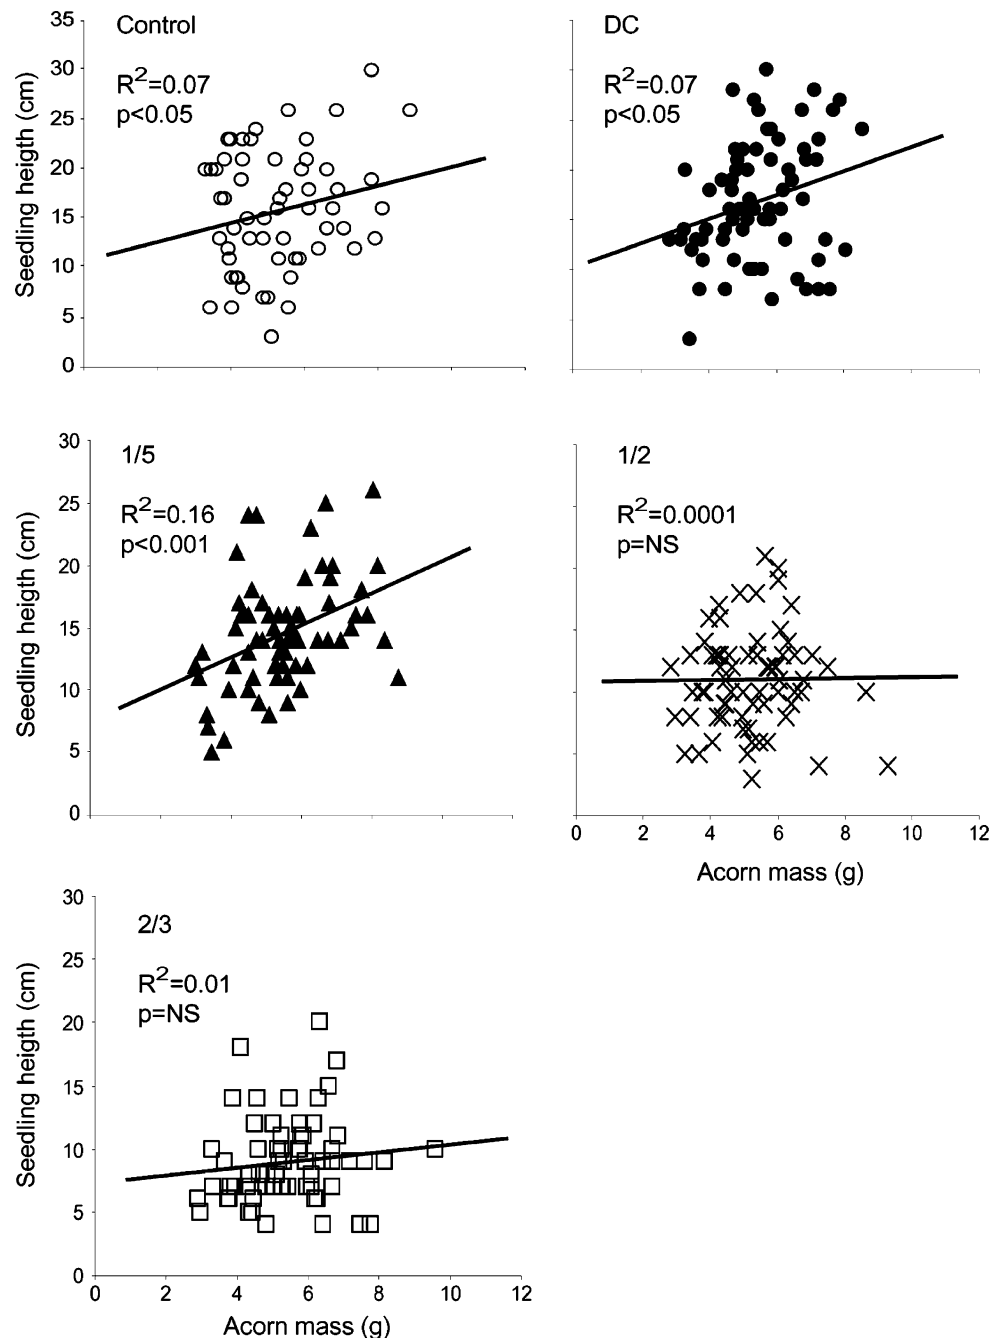 Control
R²=0.07
p<0.05
Seedling heigth (cm)
35
30
25
20
15
10
5
0
DC
R²=0.07
p<0.05
1/5
R²=0.16
p<0.001
Seedling heigth (cm)
30
25
20
15
10
5
0
1/2
R²=0.0001
p=NS
0 2 4 6 8 10 12
Acorn mass (g)
2/3
R²=0.01
p=NS
Seedling heigth (cm)
30
25
20
15
10
5
0
0 2 4 6 8 10 12
Acorn mass (g)